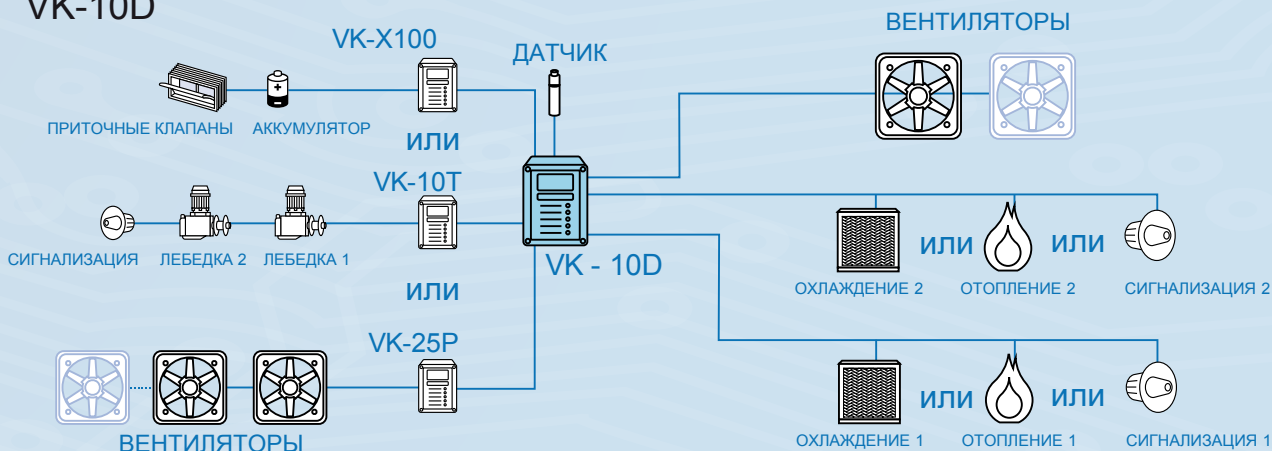 VK-10D
ВЕНТИЛЯТОРЫ
VK-X100
ДАТЧИК
ПРИТОЧНЫЕ КЛАПАНЫ
АККУМУЛЯТОР
ИЛИ
VK-10T
СИГНАЛИЗАЦИЯ
ЛЕБЕДКА 2
ЛЕБЕДКА 1
VK - 10D
ИЛИ
ИЛИ
ОХЛАЖДЕНИЕ 2
ОТОПЛЕНИЕ 2
СИГНАЛИЗАЦИЯ 2
ИЛИ
VK-25P
ВЕНТИЛЯТОРЫ
ИЛИ
ИЛИ
ОХЛАЖДЕНИЕ 1
ОТОПЛЕНИЕ 1
СИГНАЛИЗАЦИЯ 1